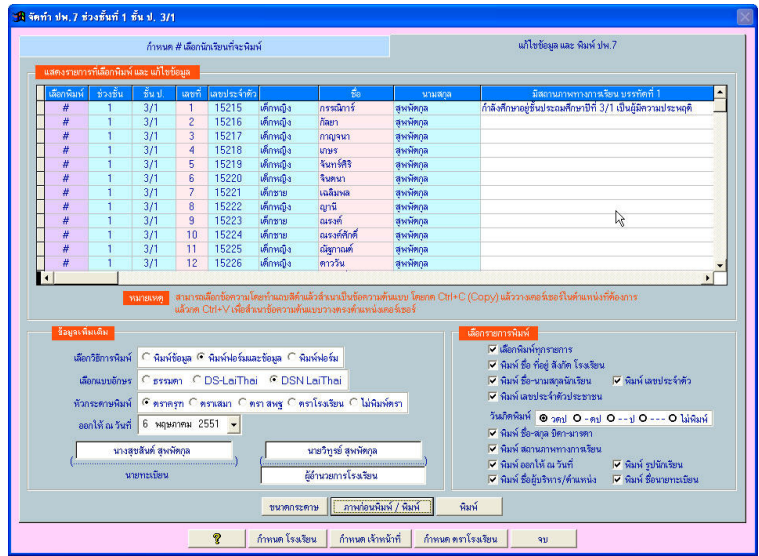 จัดทำ ปพ.7 ช่วงชั้นที่ 1 ชั้น ป. 3/1
กำหนด # เลือกนักเรียนที่จะพิมพ์ แก้ไขข้อมูล และ พิมพ์ ปพ.7
แสดงรายการที่เลือกพิมพ์ และ แก้ไขข้อมูล
เลือกพิมพ์ ช่วงชั้น ชั้น ป. เลขที่ เลขประจำตัว ชื่อ นามสกุล มีสถานภาพทางการเรียน บรรทัดที่ 1
# 1 3/1 1 15215 เด็กหญิง กรรณิการ์ สุพพัดกุล กำลังศึกษาอยู่ชั้นประถมศึกษาปีที่ 3/1 เป็นผู้มีความประพฤติ
# 1 3/1 2 15216 เด็กหญิง กัลยา สุพพัดกุล
# 1 3/1 3 15217 เด็กหญิง กาญจนา สุพพัดกุล
# 1 3/1 4 15218 เด็กหญิง เกษร สุพพัดกุล
# 1 3/1 5 15219 เด็กหญิง จันทร์ศิริ สุพพัดกุล
# 1 3/1 6 15220 เด็กหญิง จินตนา สุพพัดกุล
# 1 3/1 7 15221 เด็กชาย เฉลิมพล สุพพัดกุล
# 1 3/1 8 15222 เด็กหญิง ญานี สุพพัดกุล
# 1 3/1 9 15223 เด็กชาย ณรงค์ สุพพัดกุล
# 1 3/1 10 15224 เด็กชาย ณรงค์ศักดิ์ สุพพัดกุล
# 1 3/1 11 15225 เด็กหญิง ณัฐกาณต์ สุพพัดกุล
# 1 3/1 12 15226 เด็กหญิง ดาววัน สุพพัดกุล
หมายเหตุ สามารถเลือกข้อความโดยทำแถบสีดำแล้วสำเนาเป็นข้อความต้นแบบ โดยกด Ctrl+C (Copy) แล้ววางเคอร์เซอร์ในตำแหน่งที่ต้องการ
แล้วกด Ctrl+V เพื่อสำเนาข้อความต้นแบบวางตรงตำแหน่งเคอร์เซอร์
ข้อมูลเพิ่มเติม
เลือกวิธีการพิมพ์ พิมพ์ข้อมูล พิมพ์ฟอร์มและข้อมูล พิมพ์ฟอร์ม
เลือกแบบอักษร ธรรมดา DS-LaiThai DSN LaiThai
หัวกระดาษพิมพ์ ตราครุฑ ตราเสมา ตรา สพฐ ตราโรงเรียน ไม่พิมพ์ตรา
ออกให้ ณ วันที่ 6 พฤษภาคม 2551
นางสุขสันต์ สุพพัดกุล นายวิทูรย์ สุพพัดกุล
(..............................) (..............................)
นายทะเบียน ผู้อำนวยการโรงเรียน
เลือกรายการพิมพ์
เลือกพิมพ์ทุกรายการ
พิมพ์ ชื่อ ที่อยู่ สังกัด โรงเรียน
พิมพ์ ชื่อ-นามสกุลนักเรียน พิมพ์ เลขประจำตัว
พิมพ์ เลขประจำตัวประชาชน
วันเกิดพิมพ์ วดป - ดป - - ป - - - ไม่พิมพ์
พิมพ์ ชื่อ-สกุล บิดา-มารดา
พิมพ์ สถานภาพทางการเรียน
พิมพ์ ออกให้ ณ วันที่ พิมพ์ รูปนักเรียน
พิมพ์ ชื่อผู้บริหาร/ตำแหน่ง พิมพ์ ชื่อนายทะเบียน
ขนาดกระดาษ ภาพก่อนพิมพ์ / พิมพ์ พิมพ์
? กำหนด โรงเรียน กำหนด เจ้าหน้าที่ กำหนด ตราโรงเรียน จบ